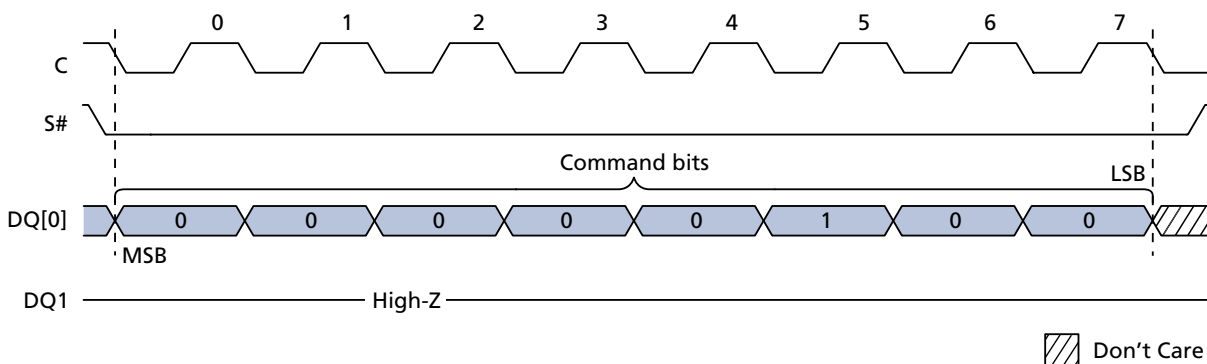 0 1 2 3 4 5 6 7
C
S#
Command bits
LSB
DQ[0] 0 0 0 0 0 1 0 0
MSB
DQ1 High-Z
Don't Care